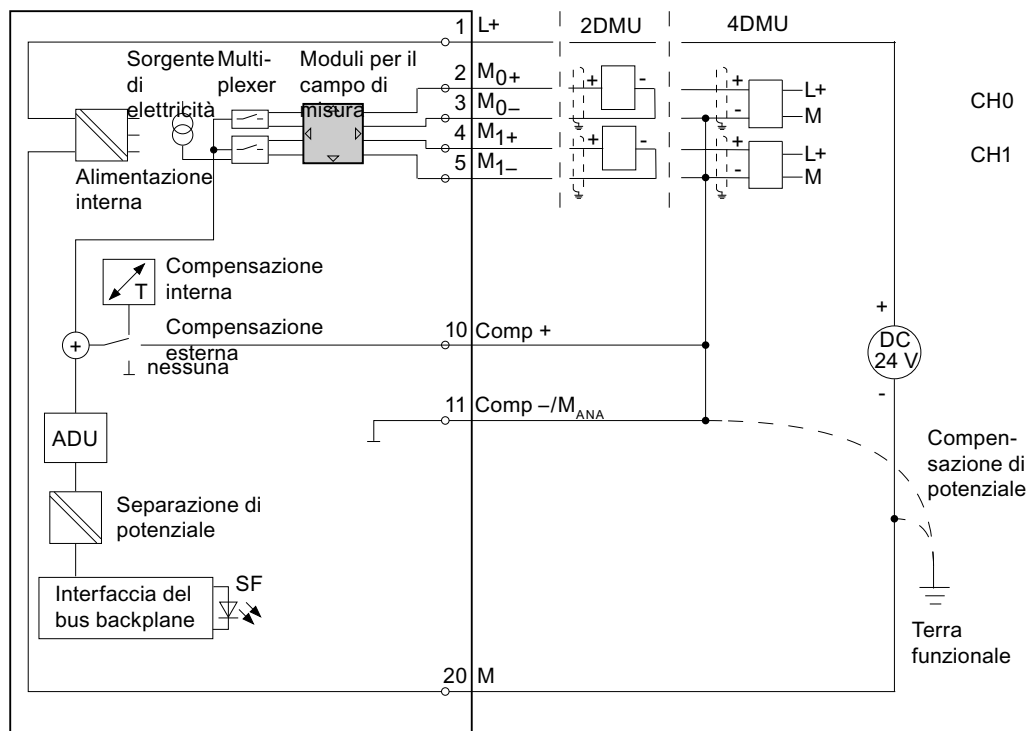 1 L+
2DMU
4DMU
Sorgente
di
elettricità
Multi-
plexer
Moduli per il
campo di
misura
2 M0+
3 M0–
4 M1+
5 M1–
+ -
+ -
+
-
L+
M
CH0
+
-
L+
M
CH1
Alimentazione
interna
T
Compensazione
interna
Compensazione
esterna
nessuna
+
10 Comp +
11 Comp –/MANA
+
DC
24 V
-
ADU
Compen-
sazione di
potenziale
Separazione di
potenziale
Interfaccia del
bus backplane
SF
Terra
funzionale
20 M